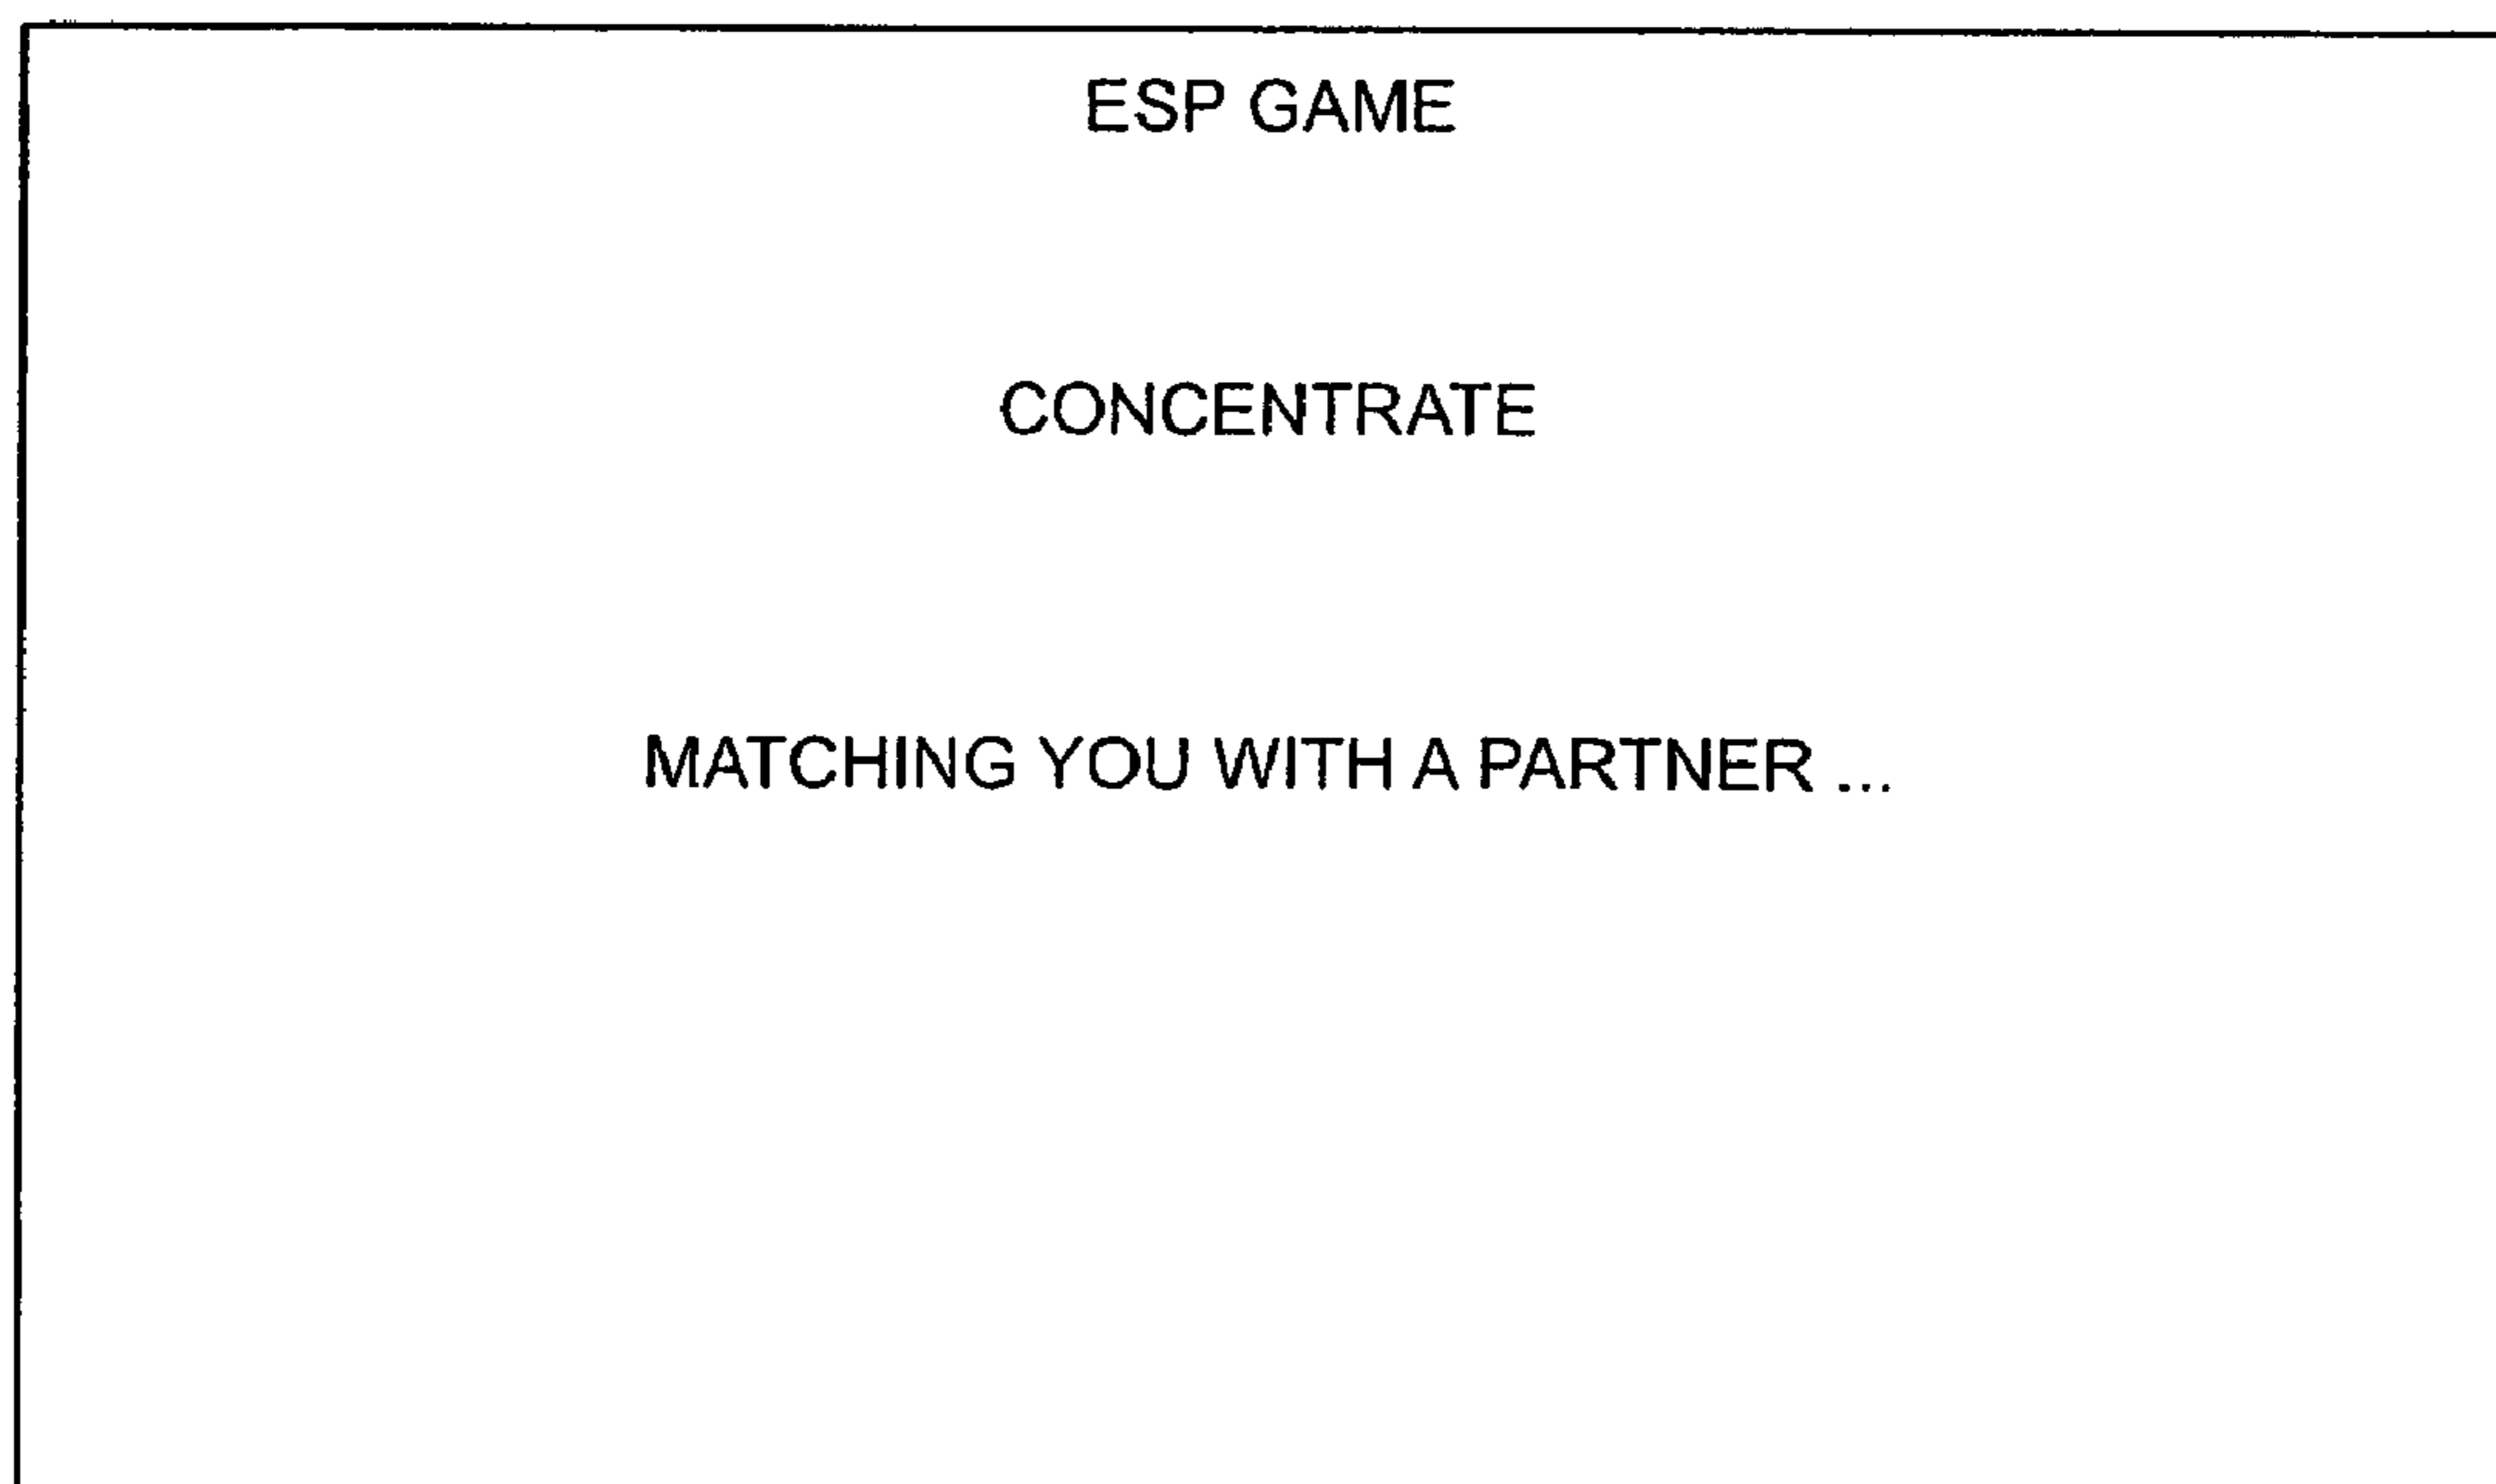 ESP GAME
CONCENTRATE
MATCHING YOU WITH A PARTNER ...